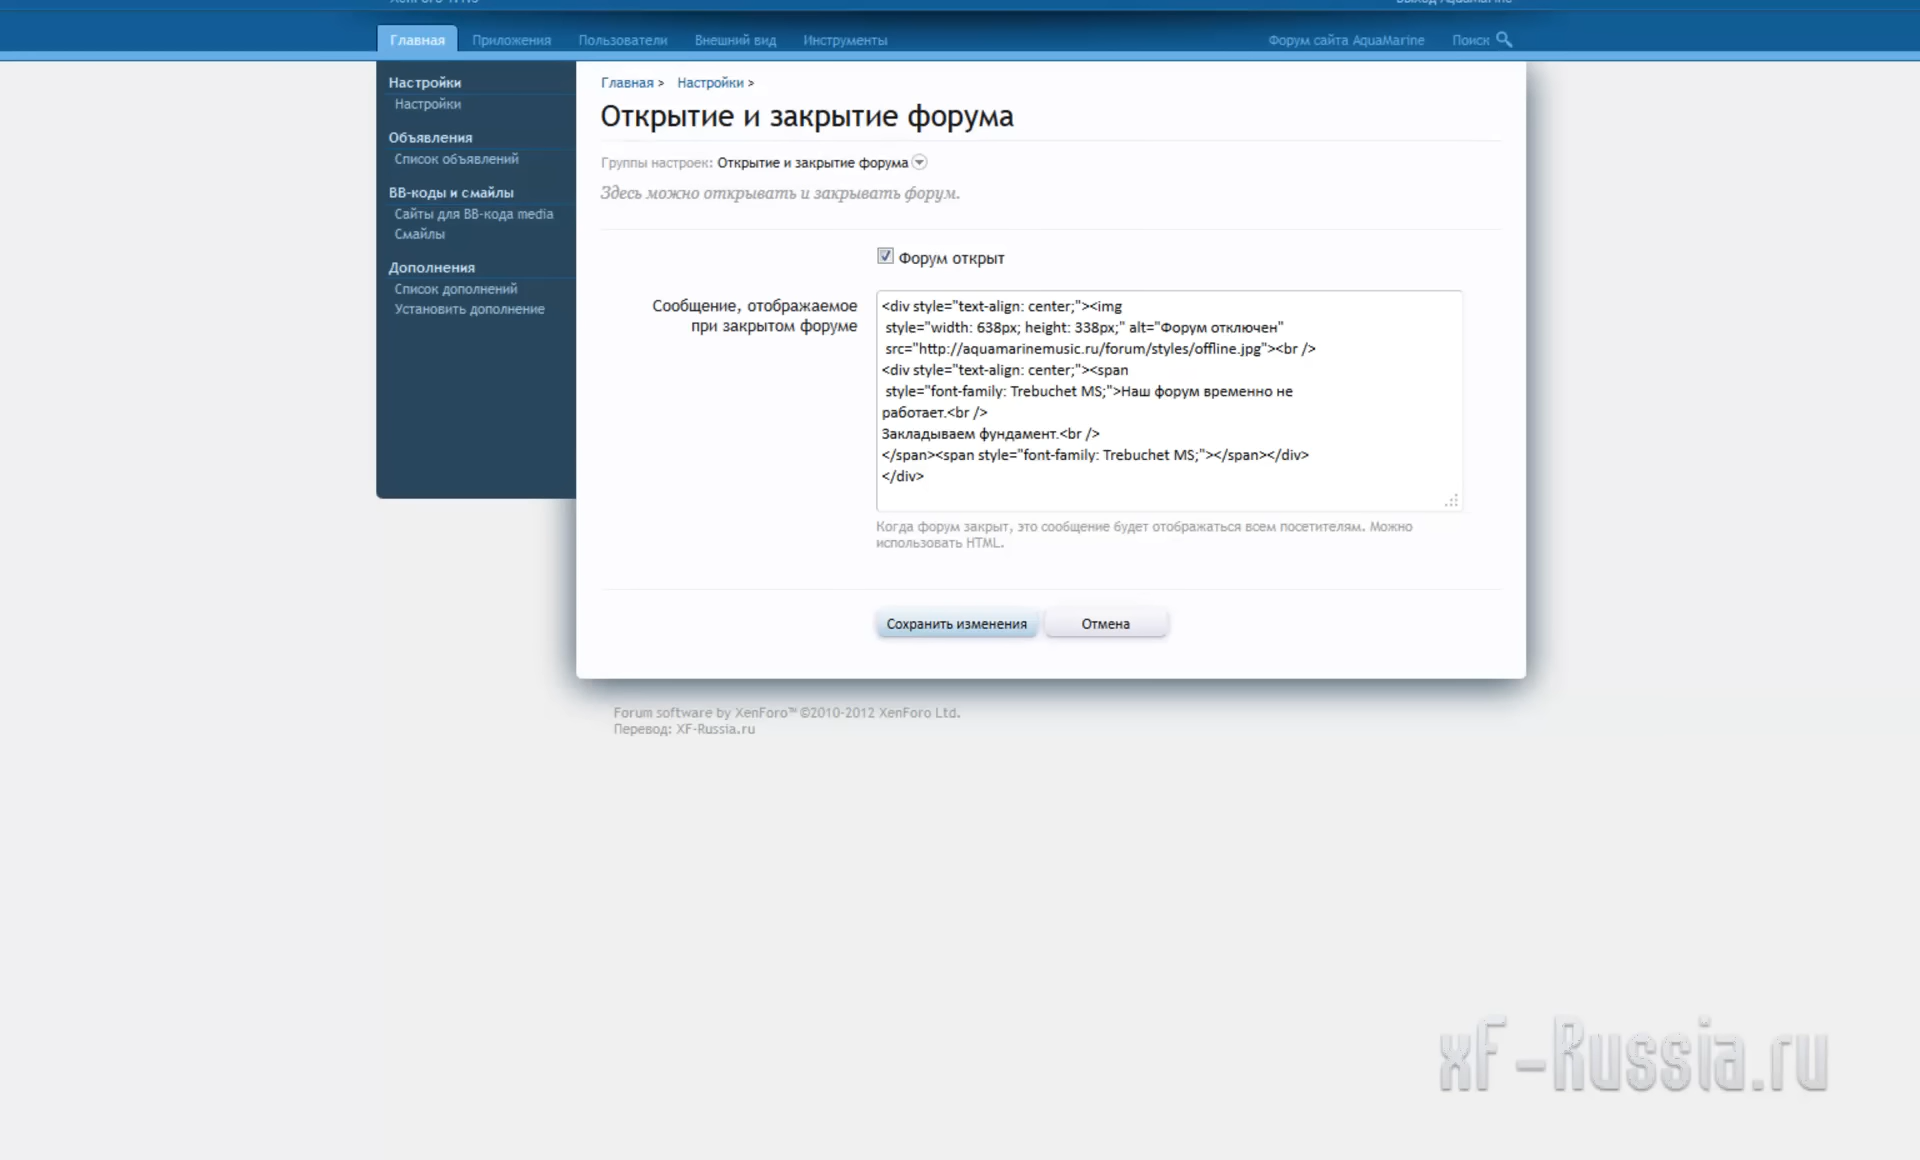 Главная Приложения Пользователи Внешний вид Инструменты Форум сайта AquaMarine Поиск
Настройки
Настройки
Объявления
Список объявлений
BB-коды и смайлы
Сайты для BB-кода media
Смайлы
Дополнения
Список дополнений
Установить дополнение
Главная > Настройки >
Открытие и закрытие форума
Группы настроек: Открытие и закрытие форума
Здесь можно открывать и закрывать форум.
Форум открыт
Сообщение, отображаемое
при закрытом форуме
<div style="text-align: center;"><img
style="width: 638px; height: 338px;" alt="Форум отключен"
src="http://aquamarinemusic.ru/forum/styles/offline.jpg"><br />
<div style="text-align: center;"><span
style="font-family: Trebuchet MS;">Наш форум временно не
работает.<br />
Закладываем фундамент.<br />
</span><span style="font-family: Trebuchet MS;"></span></div>
</div>
Когда форум закрыт, это сообщение будет отображаться всем посетителям. Можно
использовать HTML.
Сохранить изменения Отмена
Forum software by XenForo™ ©2010-2012 XenForo Ltd.
Перевод: XF-Russia.ru
xF-Russia.ru